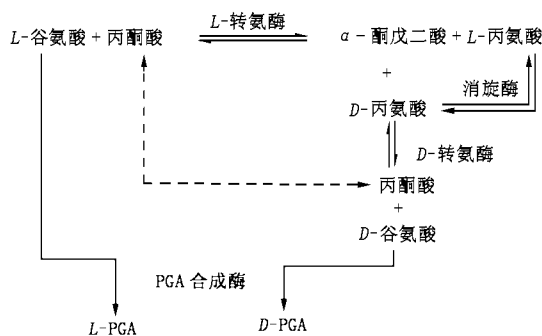 L-转氨酶
L-谷氨酸+丙酮酸
α-酮戊二酸+L-丙氨酸
+
消旋酶
D-丙氨酸
D-转氨酶
丙酮酸
+
D-谷氨酸
PGA 合成酶
L-PGA
D-PGA